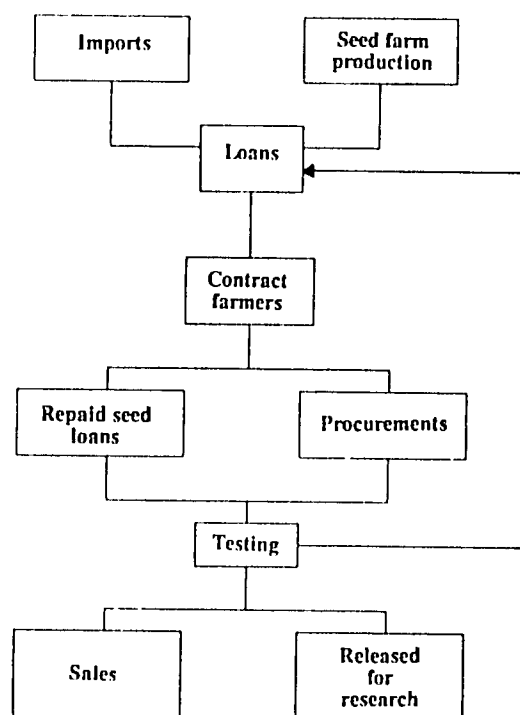 Imports
Seed farm
production
Loans
Contract
farmers
Repaid seed
loans
Procurements
Testing
Sales
Released
for
research